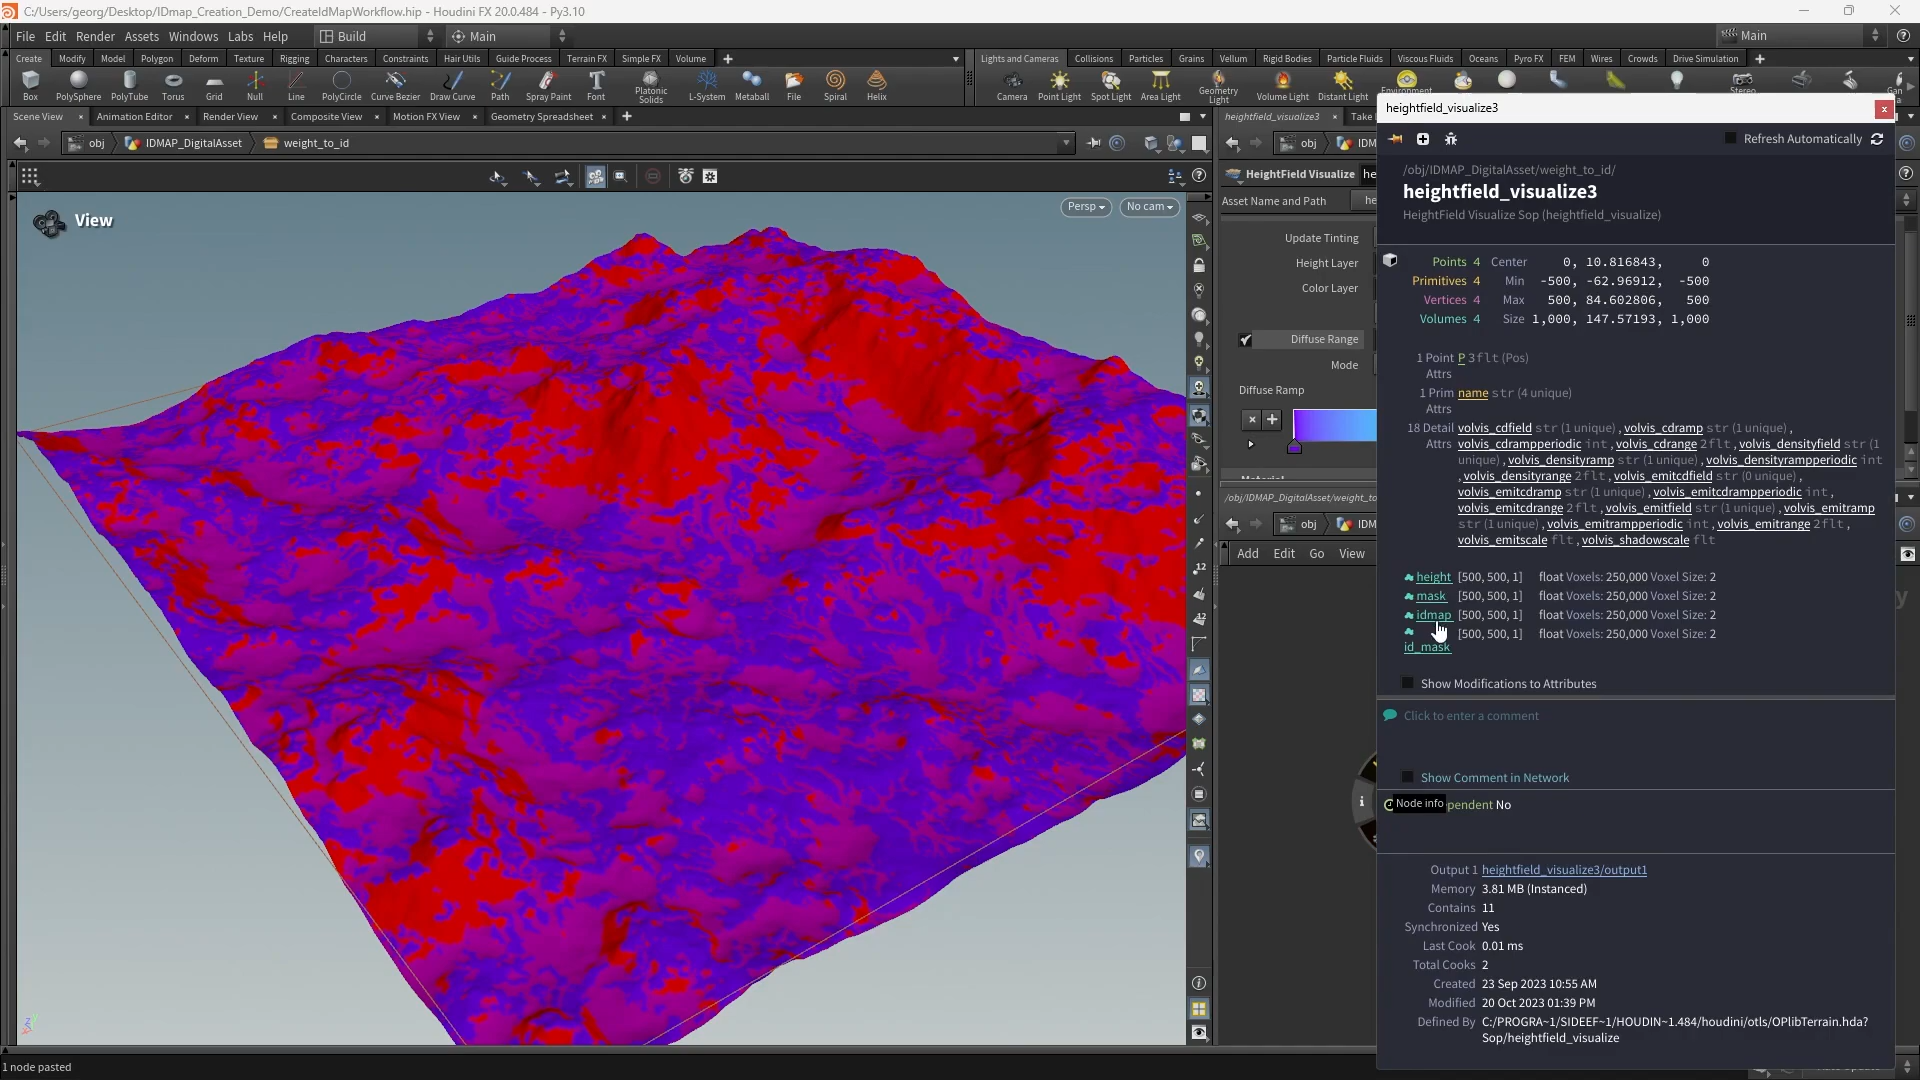 C:/Users/georg/Desktop/IDmap_Creation_Demo/CreateIdMapWorkflow.hip - Houdini FX 20.0.484 - Py3.10
File Edit Render Assets Windows Labs Help Build Main Main
Create Modify Model Polygon Deform Texture Rigging Characters Constraints Hair Utils Guide Process Terrain FX Simple FX Volume
Lights and Cameras Collisions Particles Grains Vellum Rigid Bodies Particle Fluids Viscous Fluids Oceans Pyro FX FEM Wires Crowds Drive Simulation
Box PolySphere PolyTube Torus Grid Null Line PolyCircle Curve Bezier Draw Curve Path Spray Paint Font Platonic Solids L-System Metaball File Spiral Helix
Camera Point Light Spot Light Area Light Geometry Light Volume Light Distant Light Environment Stereo
Scene View Animation Editor Render View Composite View Motion FX View Geometry Spreadsheet
heightfield_visualize3 Take
obj IDMAP_DigitalAsset weight_to_id
obj IDM
View
Persp No cam
HeightField Visualize he
Asset Name and Path he
Update Tinting
Height Layer
Color Layer
Diffuse Range
Mode
Diffuse Ramp
/obj/IDMAP_DigitalAsset/weight_to
obj IDM
Add Edit Go View
heightfield_visualize3
Refresh Automatically
/obj/IDMAP_DigitalAsset/weight_to_id/
heightfield_visualize3
HeightField Visualize Sop (heightfield_visualize)
Points 4 Center 0, 10.816843, 0
Primitives 4 Min -500, -62.96912, -500
Vertices 4 Max 500, 84.602806, 500
Volumes 4 Size 1,000, 147.57193, 1,000
1 Point P 3flt (Pos)
Attrs
1 Prim name str (4 unique)
Attrs
18 Detail volvis_cdfield str (1 unique) , volvis_cdramp str (1 unique) ,
Attrs volvis_cdrampperiodic int , volvis_cdrange 2flt , volvis_densityfield str (1
unique) , volvis_densityramp str (1 unique) , volvis_densityrampperiodic int
, volvis_densityrange 2flt , volvis_emitcdfield str (0 unique) ,
volvis_emitcdramp str (1 unique) , volvis_emitcdrampperiodic int ,
volvis_emitcdrange 2flt , volvis_emitfield str (1 unique) , volvis_emitramp
str (1 unique) , volvis_emitrampperiodic int , volvis_emitrange 2flt ,
volvis_emitscale flt , volvis_shadowscale flt
height [500, 500, 1] float Voxels: 250,000 Voxel Size: 2
mask [500, 500, 1] float Voxels: 250,000 Voxel Size: 2
idmap [500, 500, 1] float Voxels: 250,000 Voxel Size: 2
[500, 500, 1] float Voxels: 250,000 Voxel Size: 2
id_mask
Show Modifications to Attributes
Click to enter a comment
Show Comment in Network
Node info pendent No
Output 1 heightfield_visualize3/output1
Memory 3.81 MB (Instanced)
Contains 11
Synchronized Yes
Last Cook 0.01 ms
Total Cooks 2
Created 23 Sep 2023 10:55 AM
Modified 20 Oct 2023 01:39 PM
Defined By C:/PROGRA~1/SIDEEF~1/HOUDIN~1.484/houdini/otls/OPlibTerrain.hda?
Sop/heightfield_visualize
1 node pasted